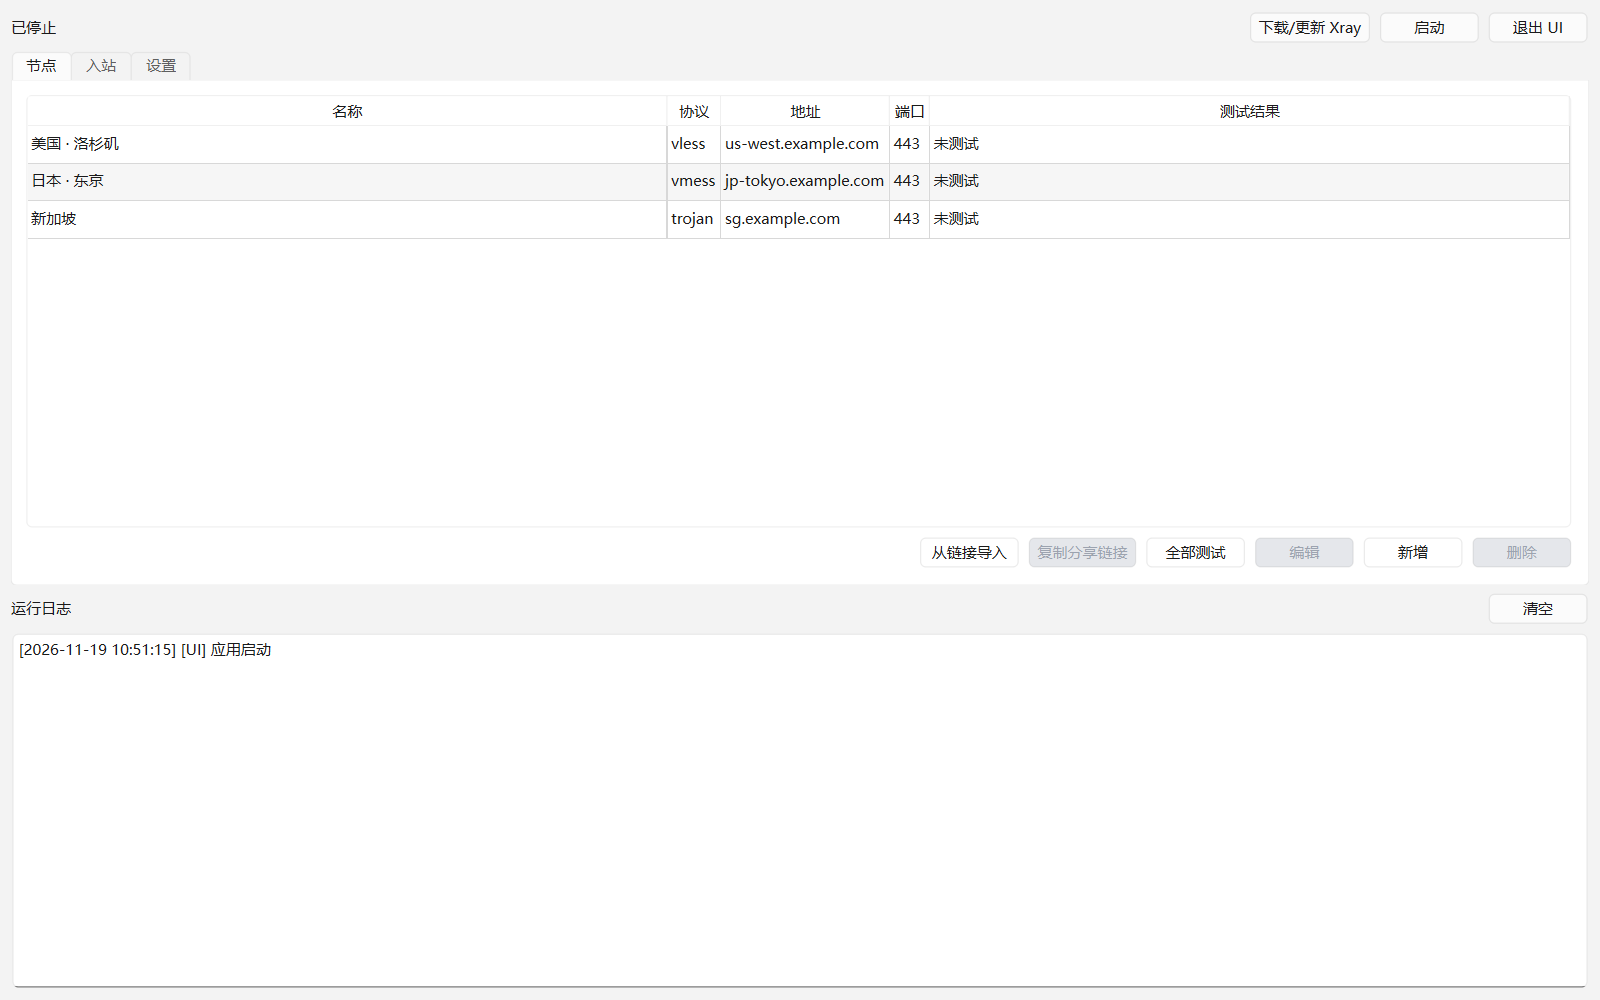 已停止 下载/更新 Xray 启动 退出 UI
节点 入站 设置
名称 协议 地址 端口 测试结果
美国 · 洛杉矶 vless us-west.example.com 443 未测试
日本 · 东京 vmess jp-tokyo.example.com 443 未测试
新加坡 trojan sg.example.com 443 未测试
从链接导入 复制分享链接 全部测试 编辑 新增 删除
运行日志 清空
[2026-11-19 10:51:15] [UI] 应用启动